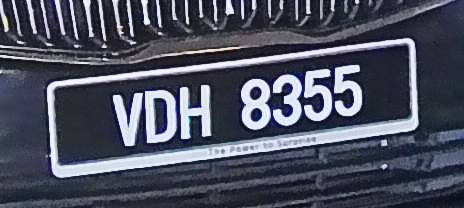 VDH 8355
The Power to Surprise